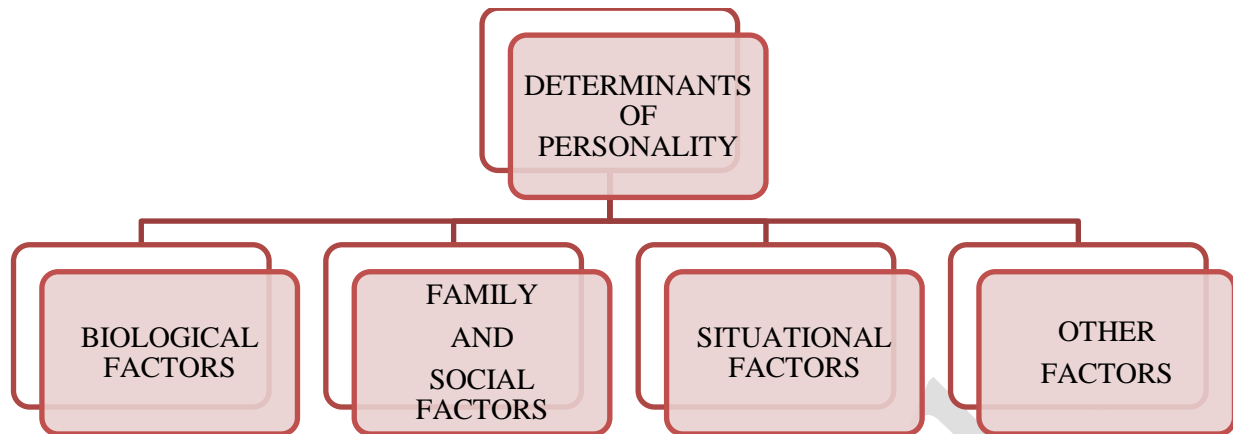 DETERMINANTS
OF
PERSONALITY
BIOLOGICAL
FACTORS
FAMILY
AND
SOCIAL
FACTORS
SITUATIONAL
FACTORS
OTHER
FACTORS